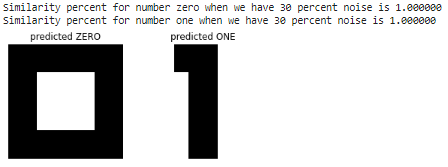 Similarity percent for number zero when we have 30 percent noise is 1.000000
Similarity percent for number one when we have 30 percent noise is 1.000000
predicted ZERO
predicted ONE